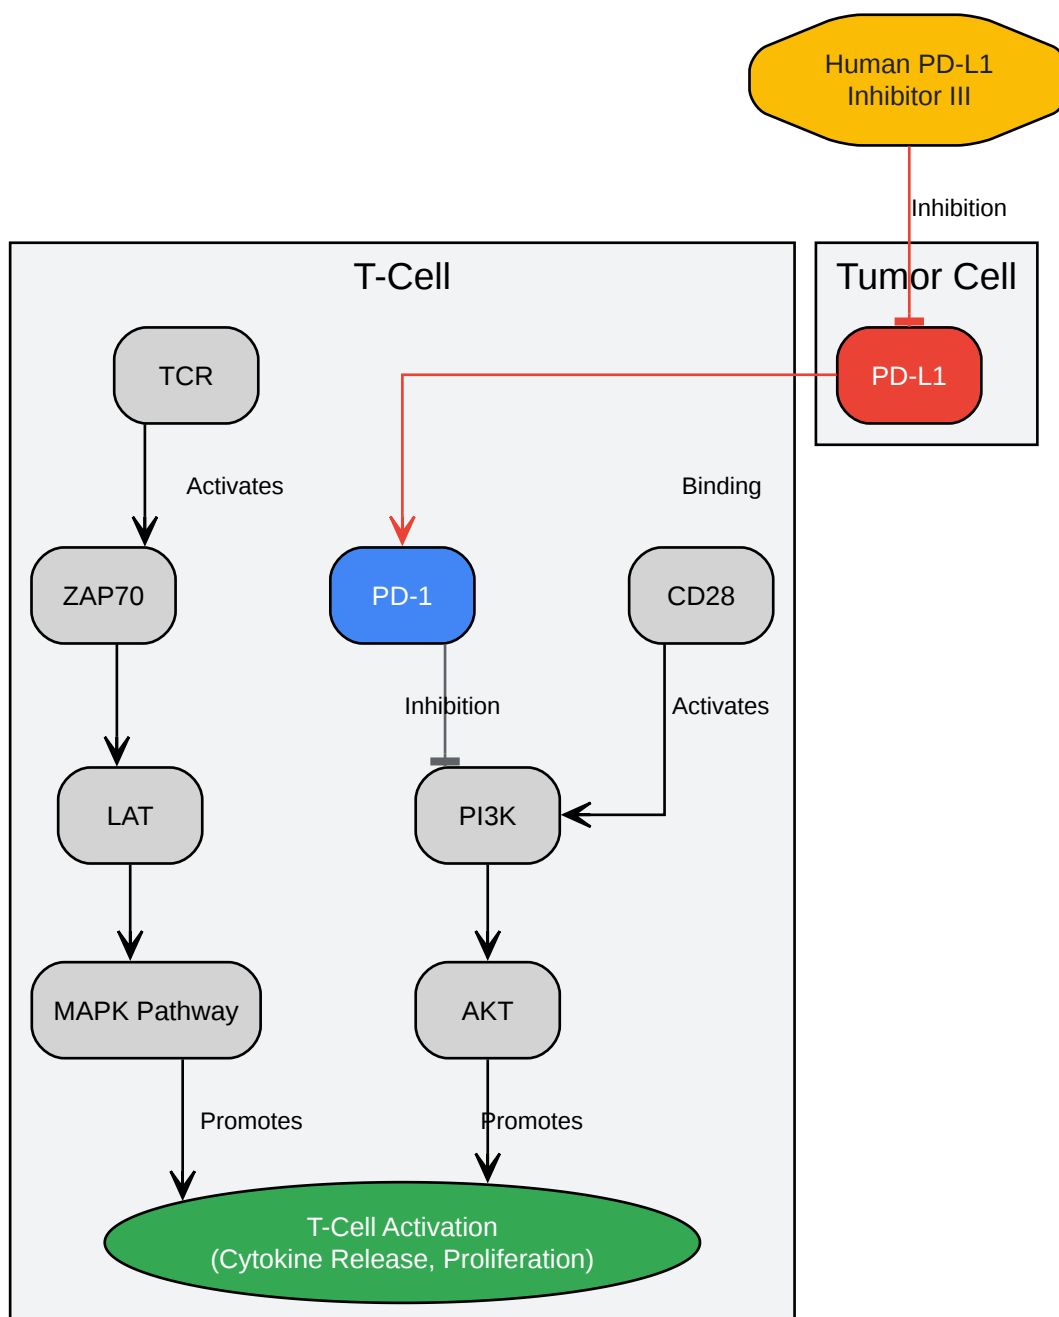 Human PD-L1
Inhibitor III
Inhibition
T-Cell
Tumor Cell
TCR
PD-L1
Activates
Binding
ZAP70
PD-1
CD28
Inhibition
Activates
LAT
PI3K
MAPK Pathway
AKT
Promotes
Promotes
T-Cell Activation
(Cytokine Release, Proliferation)